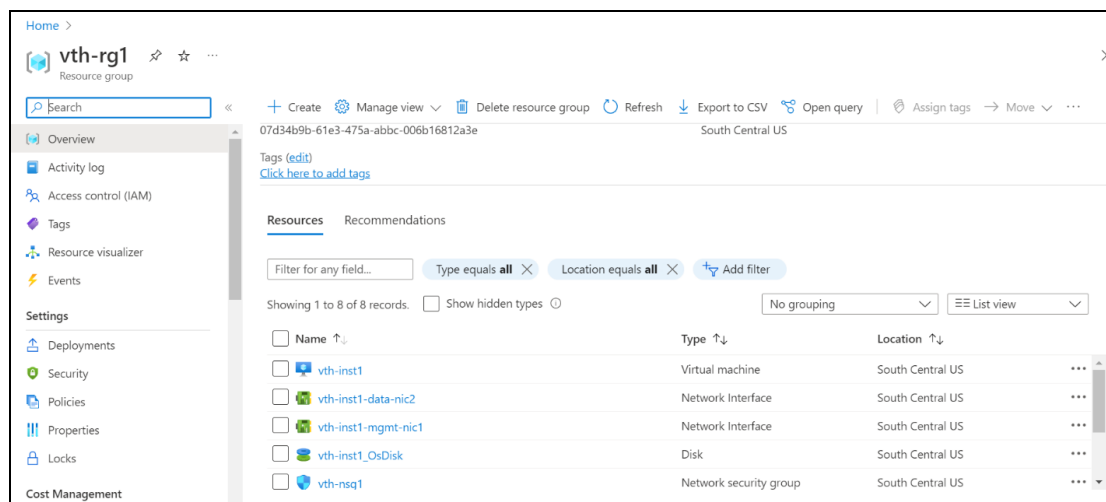 Home >
vth-rg1 ...
Resource group
Search «
Create Manage view Delete resource group Refresh Export to CSV Open query Assign tags Move ...
Overview
07d34b9b-61e3-475a-abbc-006b16812a3e South Central US
Activity log
Tags (edit)
Click here to add tags
Access control (IAM)
Tags
Resources Recommendations
Resource visualizer
Events
Filter for any field... Type equals all Location equals all Add filter
Showing 1 to 8 of 8 records. Show hidden types No grouping List view
Settings
Name Type Location
Deployments
vth-inst1 Virtual machine South Central US ...
Security
vth-inst1-data-nic2 Network Interface South Central US ...
Policies
vth-inst1-mgmt-nic1 Network Interface South Central US ...
Properties
vth-inst1_OsDisk Disk South Central US ...
Locks
vth-nsg1 Network security group South Central US ...
Cost Management